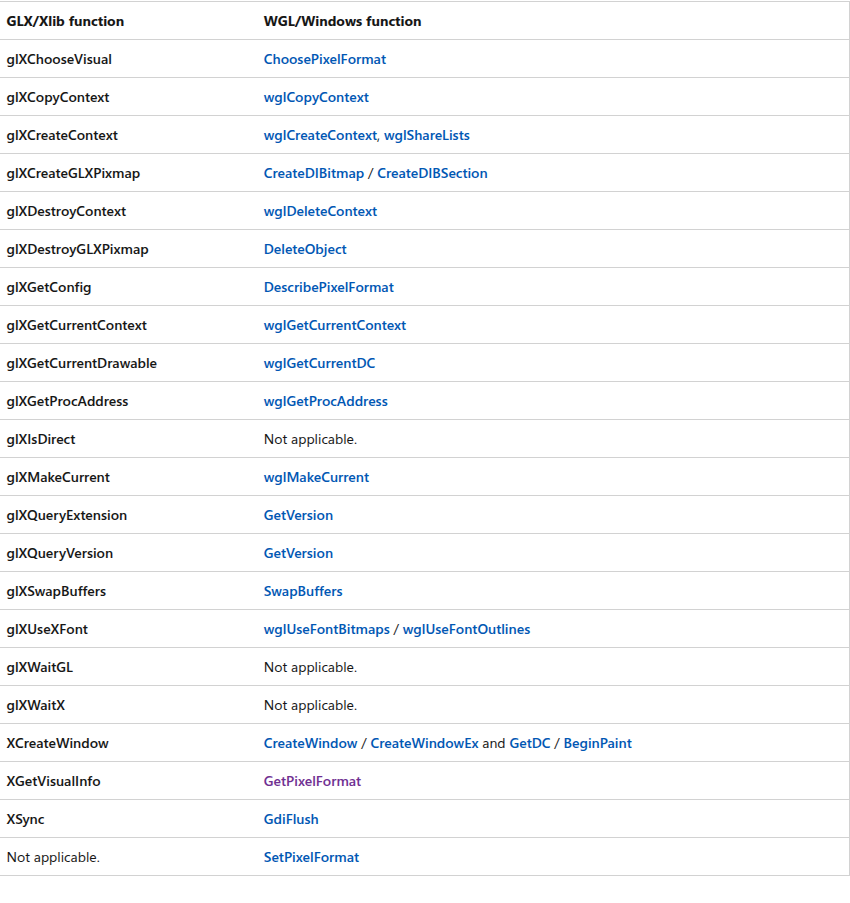 GLX/Xlib function WGL/Windows function
glXChooseVisual ChoosePixelFormat
glXCopyContext wglCopyContext
glXCreateContext wglCreateContext, wglShareLists
glXCreateGLXPixmap CreateDIBitmap / CreateDIBSection
glXDestroyContext wglDeleteContext
glXDestroyGLXPixmap DeleteObject
glXGetConfig DescribePixelFormat
glXGetCurrentContext wglGetCurrentContext
glXGetCurrentDrawable wglGetCurrentDC
glXGetProcAddress wglGetProcAddress
glXIsDirect Not applicable.
glXMakeCurrent wglMakeCurrent
glXQueryExtension GetVersion
glXQueryVersion GetVersion
glXSwapBuffers SwapBuffers
glXUseXFont wglUseFontBitmaps / wglUseFontOutlines
glXWaitGL Not applicable.
glXWaitX Not applicable.
XCreateWindow CreateWindow / CreateWindowEx and GetDC / BeginPaint
XGetVisualInfo GetPixelFormat
XSync GdiFlush
Not applicable. SetPixelFormat